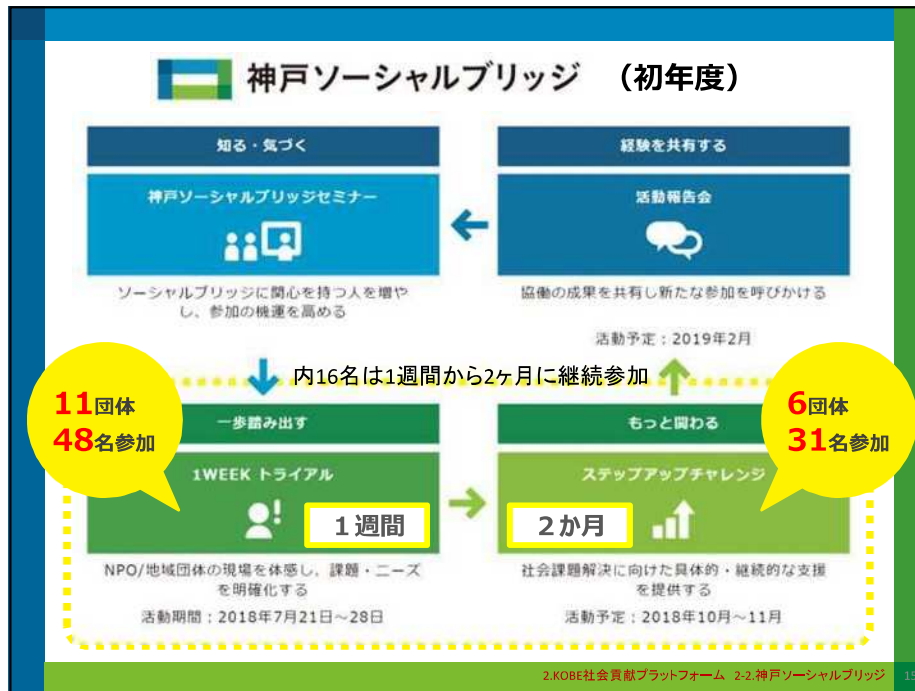 神戸ソーシャルブリッジ （初年度）
知る・気づく
神戸ソーシャルブリッジセミナー
ソーシャルブリッジに関心を持つ人を増や
し、参加の機運を高める
経験を共有する
活動報告会
協働の成果を共有し新たな参加を呼びかける
活動予定：2019年2月
内16名は1週間から2ヶ月に継続参加
11団体
48名参加
一歩踏み出す
1WEEK トライアル
１週間
NPO/地域団体の現場を体感し、課題・ニーズ
を明確化する
活動期間：2018年7月21日～28日
6団体
31名参加
もっと関わる
ステップアップチャレンジ
２か月
社会課題解決に向けた具体的・継続的な支援
を提供する
活動予定：2018年10月～11月
2.KOBE社会貢献プラットフォーム 2-2.神戸ソーシャルブリッジ